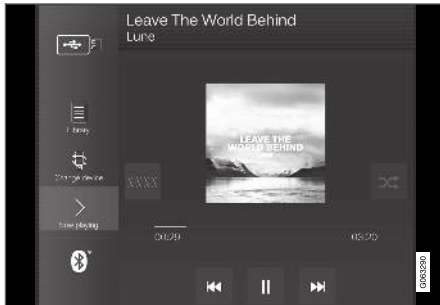 Leave The World Behind
Lune
Library
LEAVE THE
WORLD BEHIND
Change device
XXXX
Now playing
00:29
03:20
G063290